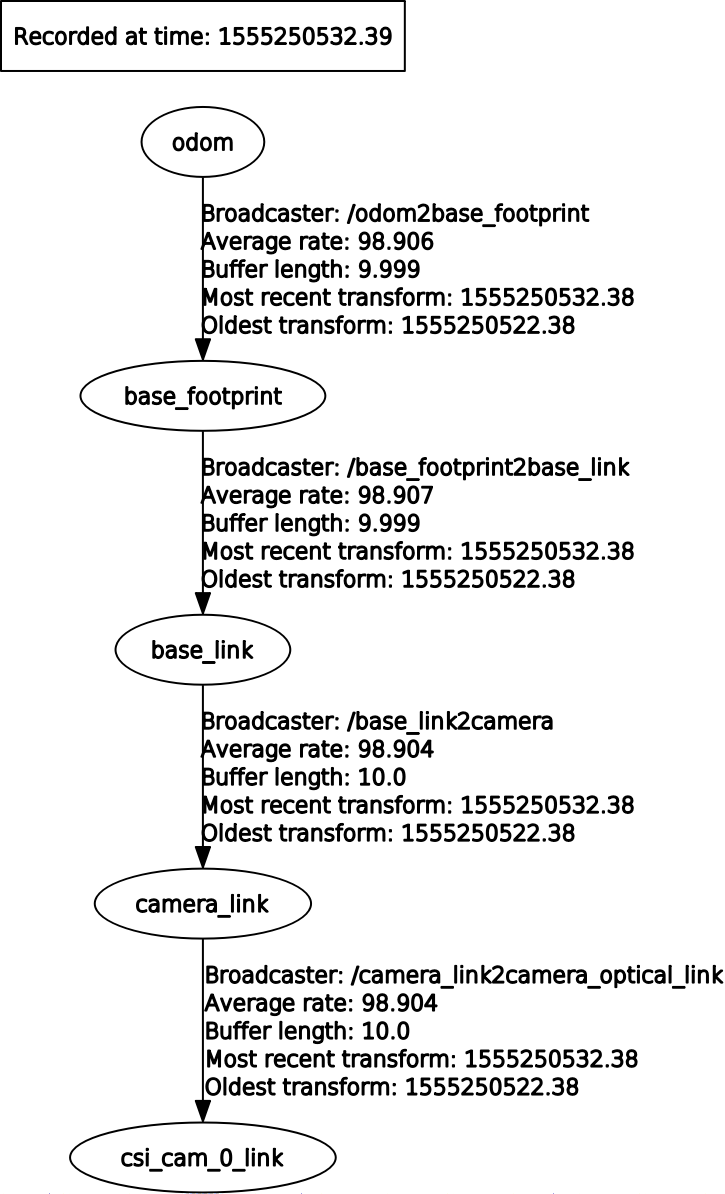 Recorded at time: 1555250532.39
odom
Broadcaster: /odom2base_footprint
Average rate: 98.906
Buffer length: 9.999
Most recent transform: 1555250532.38
Oldest transform: 1555250522.38
base_footprint
Broadcaster: /base_footprint2base_link
Average rate: 98.907
Buffer length: 9.999
Most recent transform: 1555250532.38
Oldest transform: 1555250522.38
base_link
Broadcaster: /base_link2camera
Average rate: 98.904
Buffer length: 10.0
Most recent transform: 1555250532.38
Oldest transform: 1555250522.38
camera_link
Broadcaster: /camera_link2camera_optical_link
Average rate: 98.904
Buffer length: 10.0
Most recent transform: 1555250532.38
Oldest transform: 1555250522.38
csi_cam_0_link